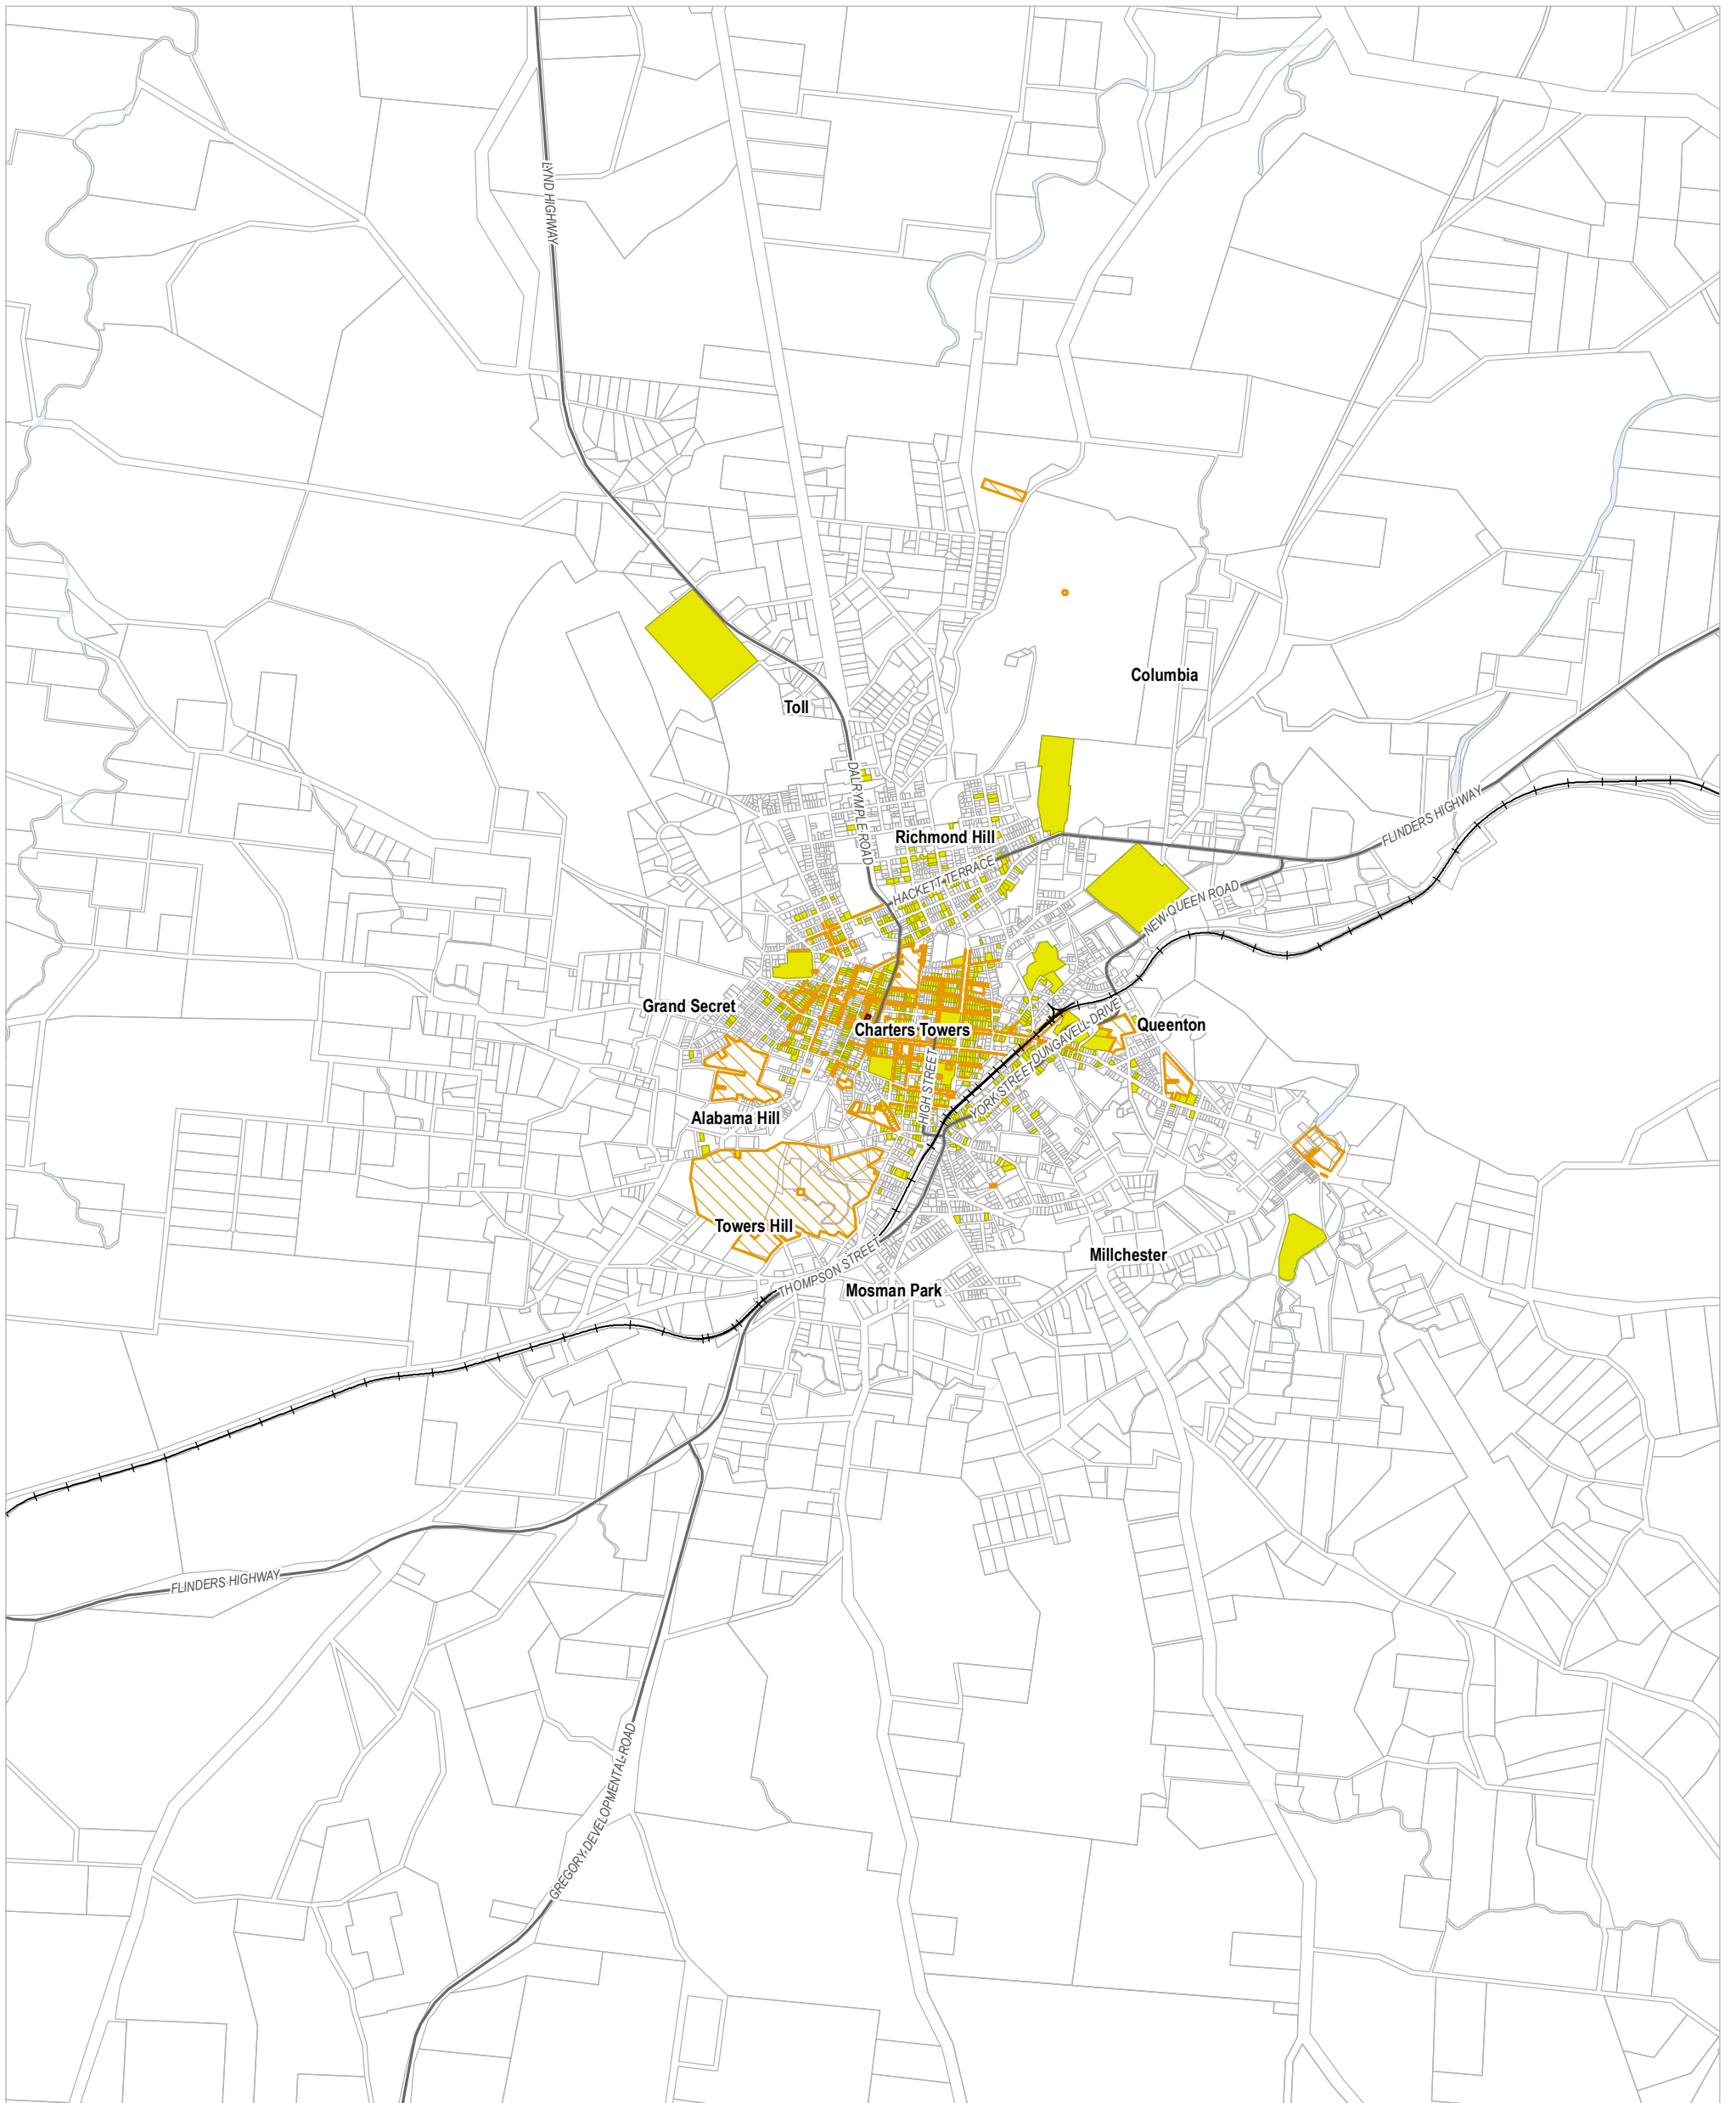 LYND HIGHWAY
Columbia
Toll
DALRYMPLE ROAD
FLINDERS HIGHWAY
Richmond Hill
HACKETT TERRACE
NEW QUEEN ROAD
Grand Secret
Charters Towers
Queenton
DUNGAVELL DRIVE
HIGH STREET
YORK STREET
Alabama Hill
Towers Hill
THOMPSON STREET
Millchester
Mosman Park
FLINDERS HIGHWAY
GREGORY DEVELOPMENTAL ROAD